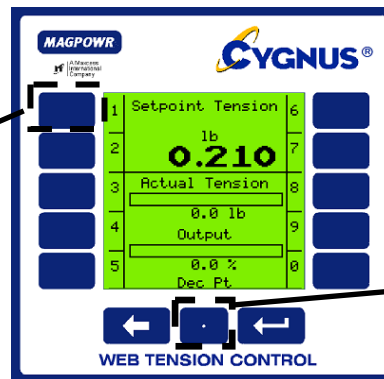 MAGPOWR
A Maxcess
International
Company
CYGNUS®
1 Setpoint Tension 6
lb
2 0.210 7
3 Actual Tension 8
0.0 lb
4 Output 9
5 0.0 % 0
Dec Pt
.
WEB TENSION CONTROL